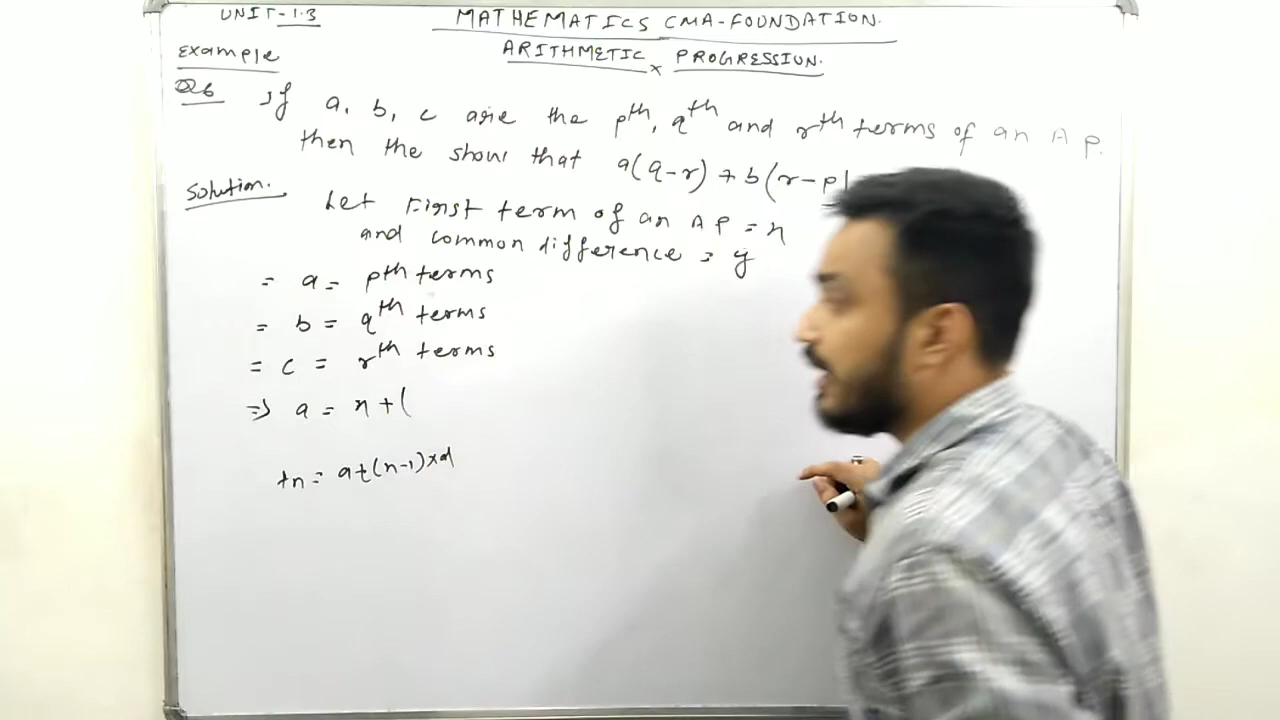 UNIT-1.3
MATHEMATICS CMA-FOUNDATION.
ARITHMETIC PROGRESSION.
Example
Q6 If a, b, c are the pth, qth and rth terms of an A P.
then the show that a(q-r) + b(r-p)
Solution.
Let First term of an A P = x
and common difference = y
= a = pth terms
= b = qth terms
= c = rth terms
⇒ a = x + (
tn = a + (n-1) × d